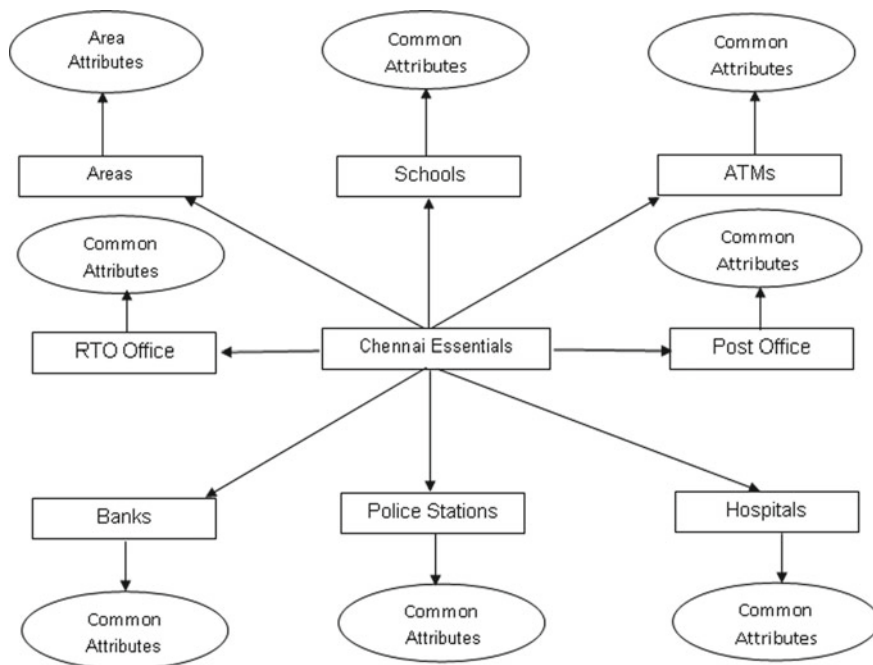 Area
Attributes
Common
Attributes
Common
Attributes
Areas
Schools
ATMs
Common
Attributes
Common
Attributes
RTO Office
Chennai Essentials
Post Office
Banks
Police Stations
Hospitals
Common
Attributes
Common
Attributes
Common
Attributes